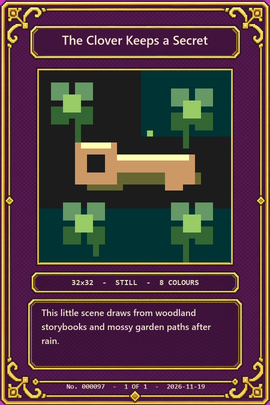 The Clover Keeps a Secret
32x32 - STILL - 8 COLOURS
This little scene draws from woodland
storybooks and mossy garden paths after
rain.
No. 000097 - 1 OF 1 - 2026-11-19